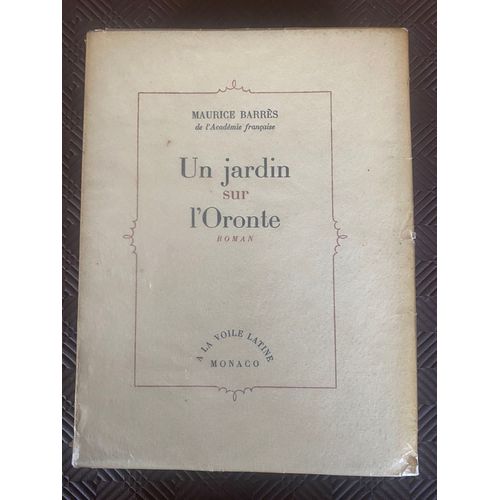 MAURICE BARRÈS
de l'Académie française
Un jardin
sur
l'Oronte
ROMAN
A LA VOILE LATINE
MONACO